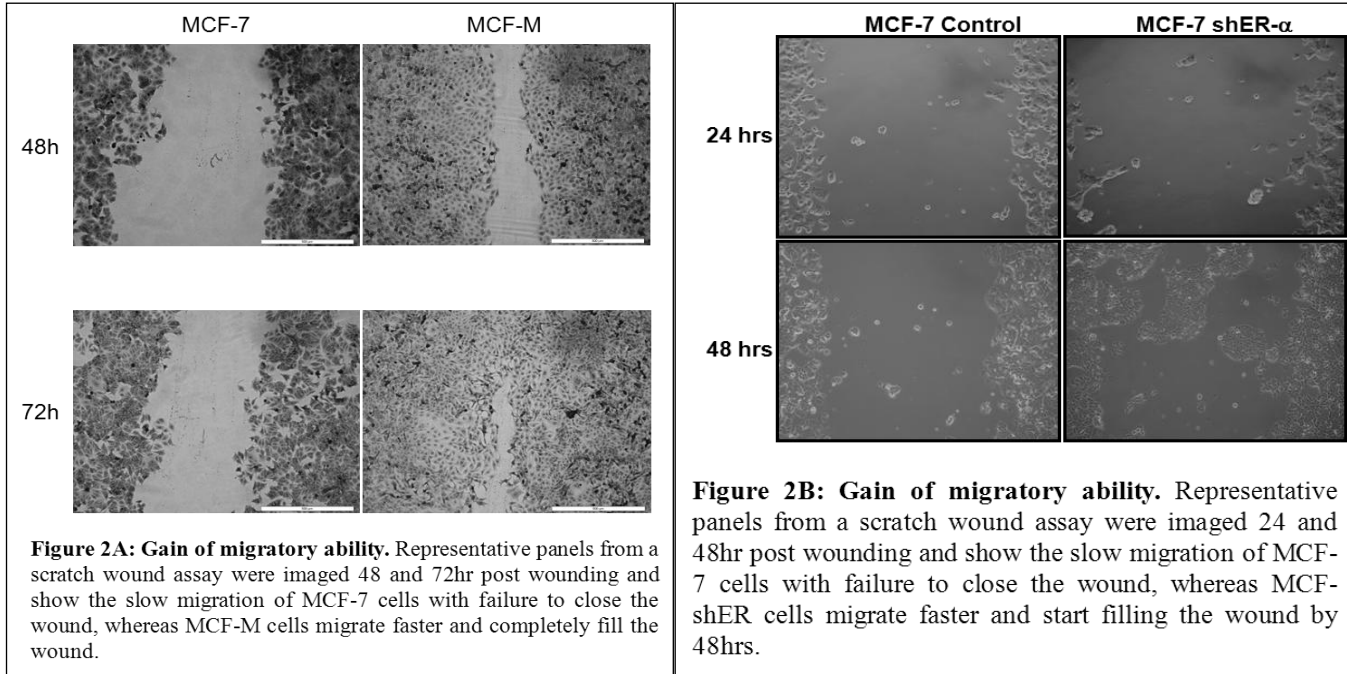 MCF-7 MCF-M
48h
72h
Figure 2A: Gain of migratory ability. Representative panels from a
scratch wound assay were imaged 48 and 72hr post wounding and
show the slow migration of MCF-7 cells with failure to close the
wound, whereas MCF-M cells migrate faster and completely fill the
wound.
MCF-7 Control MCF-7 shER-α
24 hrs
48 hrs
Figure 2B: Gain of migratory ability. Representative
panels from a scratch wound assay were imaged 24 and
48hr post wounding and show the slow migration of MCF-
7 cells with failure to close the wound, whereas MCF-
shER cells migrate faster and start filling the wound by
48hrs.